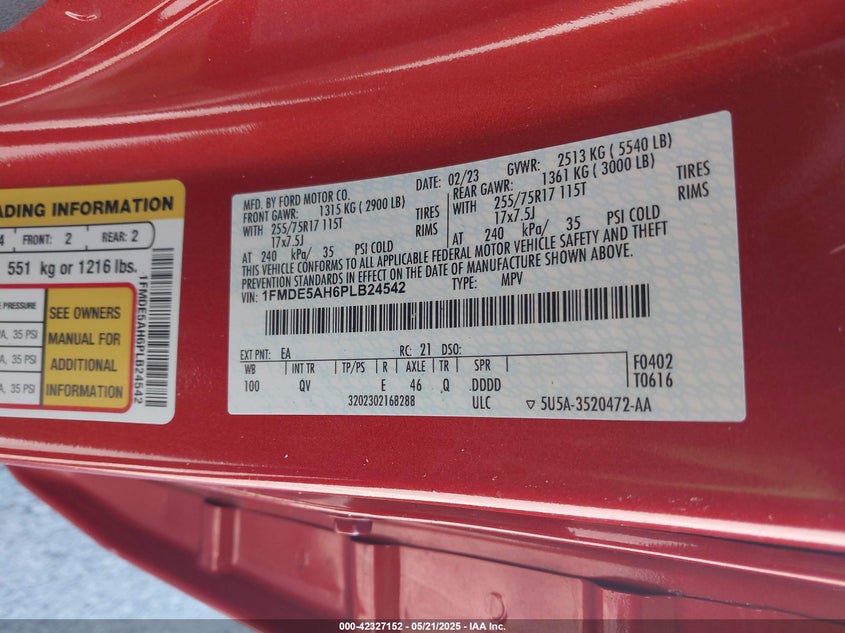 ADING INFORMATION
4 FRONT: 2 REAR: 2
551 kg or 1216 lbs.
PRESSURE
A, 35 PSI
A, 35 PSI
A, 35 PSI
SEE OWNERS
MANUAL FOR
ADDITIONAL
INFORMATION
1FMDE5AH6PLB24542
MFD. BY FORD MOTOR CO.
DATE: 02/23 GVWR: 2513 KG ( 5540 LB)
FRONT GAWR: 1315 KG ( 2900 LB)
WITH 255/75R17 115T TIRES
17x7.5J RIMS
AT 240 kPa/ 35 PSI COLD
REAR GAWR: 1361 KG ( 3000 LB)
WITH 255/75R17 115T TIRES
17x7.5J RIMS
AT 240 kPa/ 35 PSI COLD
THIS VEHICLE CONFORMS TO ALL APPLICABLE FEDERAL MOTOR VEHICLE SAFETY AND THEFT
PREVENTION STANDARDS IN EFFECT ON THE DATE OF MANUFACTURE SHOWN ABOVE.
VIN: 1FMDE5AH6PLB24542 TYPE: MPV
EXT PNT: EA RC: 21 DSO:
WB INT TR TP/PS R AXLE TR SPR
100 QV E 46 Q .DDDD
F0402
T0616
3202302168288 ULC ▽ 5U5A-3520472-AA
000-42327152 - 05/21/2025 - IAA Inc.